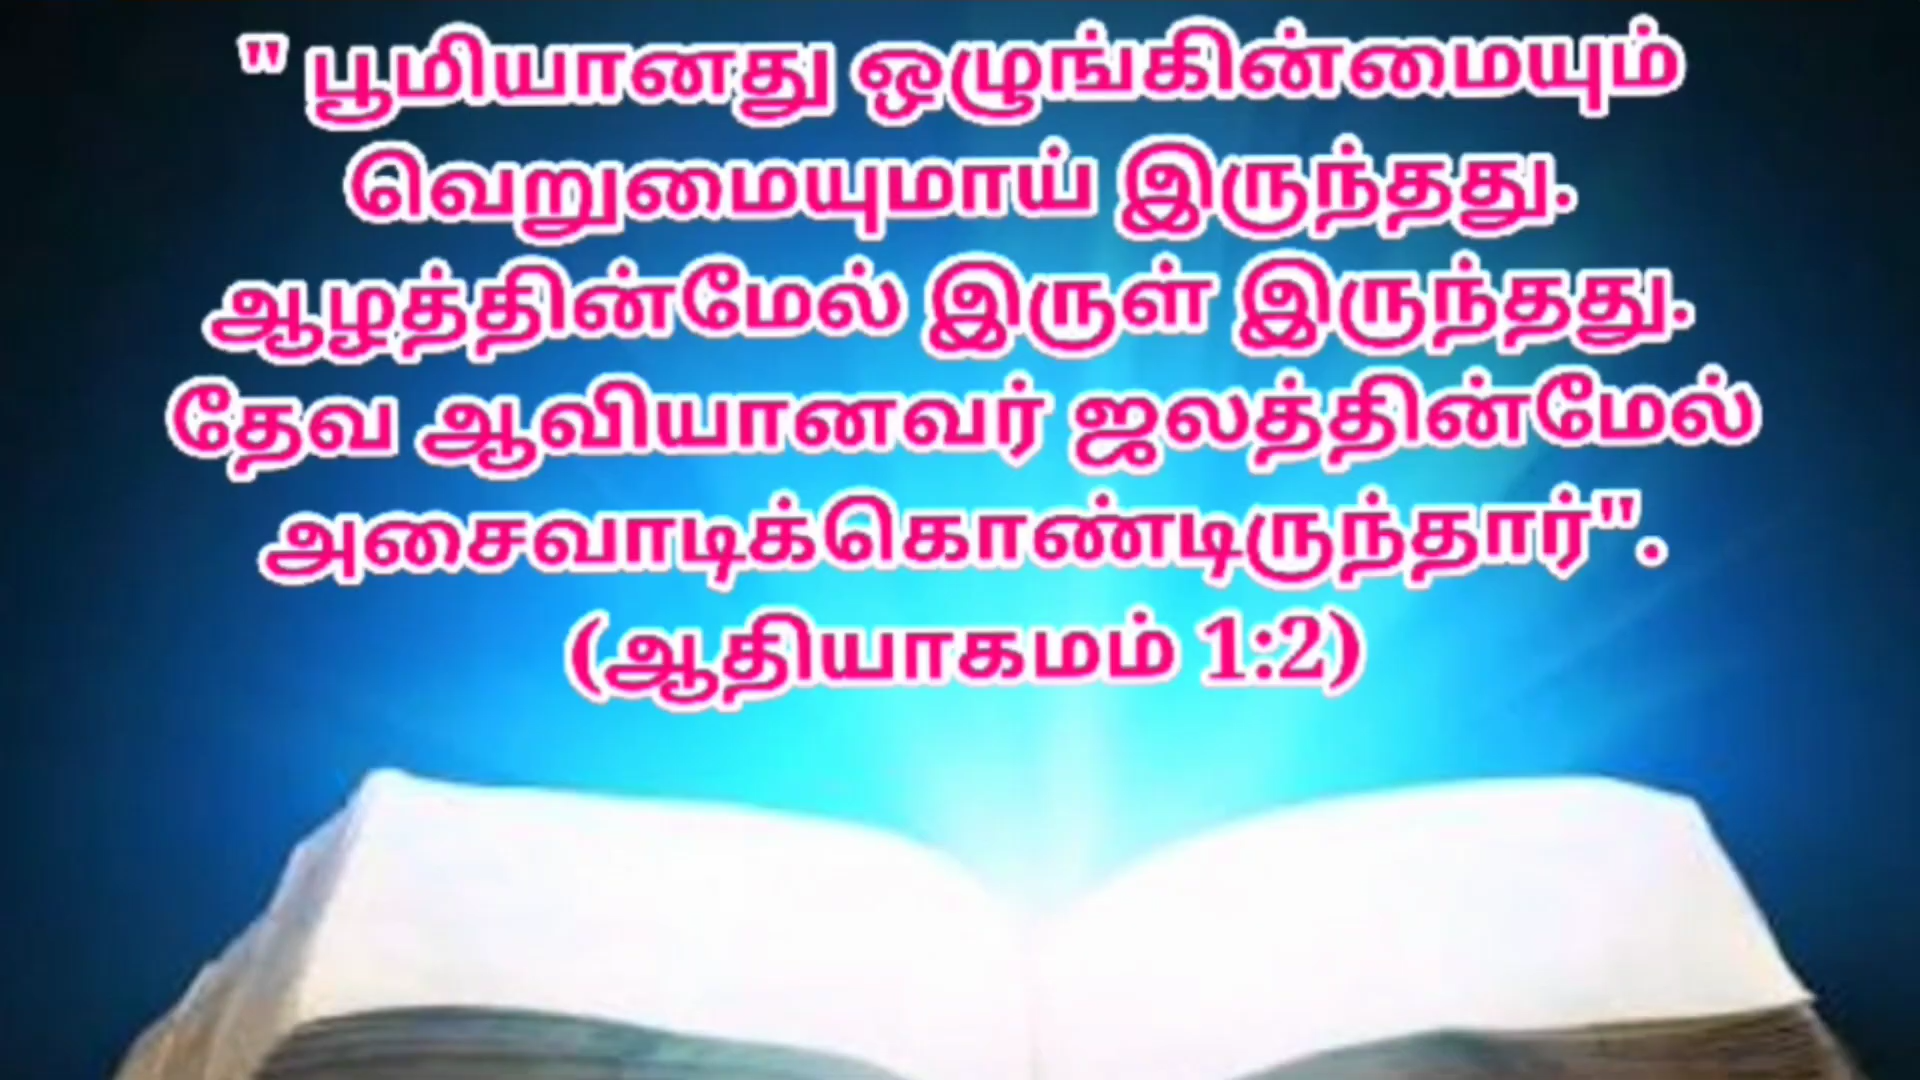 " பூமியானது ஒழுங்கின்மையும்
வெறுமையுமாய் இருந்தது.
ஆழத்தின்மேல் இருள் இருந்தது.
தேவ ஆவியானவர் ஜலத்தின்மேல்
அசைவாடிக்கொண்டிருந்தார்".
(ஆதியாகமம் 1:2)